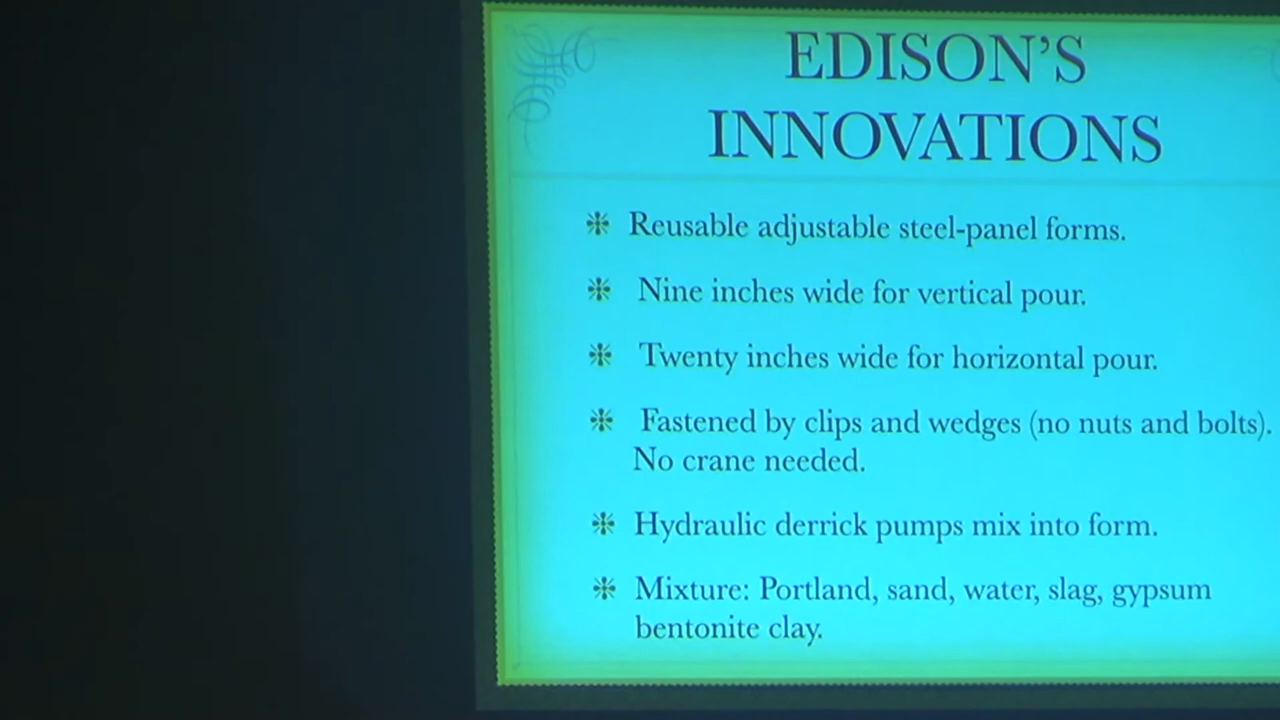 EDISON'S
INNOVATIONS
Reusable adjustable steel-panel forms.
Nine inches wide for vertical pour.
Twenty inches wide for horizontal pour.
Fastened by clips and wedges (no nuts and bolts).
No crane needed.
Hydraulic derrick pumps mix into form.
Mixture: Portland, sand, water, slag, gypsum
bentonite clay.